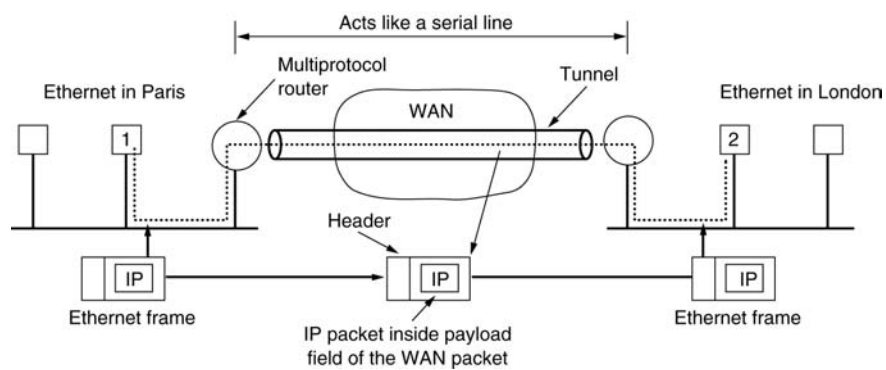 Acts like a serial line
Multiprotocol
router
Tunnel
Ethernet in Paris
WAN
Ethernet in London
1
2
Header
IP
IP
IP
Ethernet frame
Ethernet frame
IP packet inside payload
field of the WAN packet